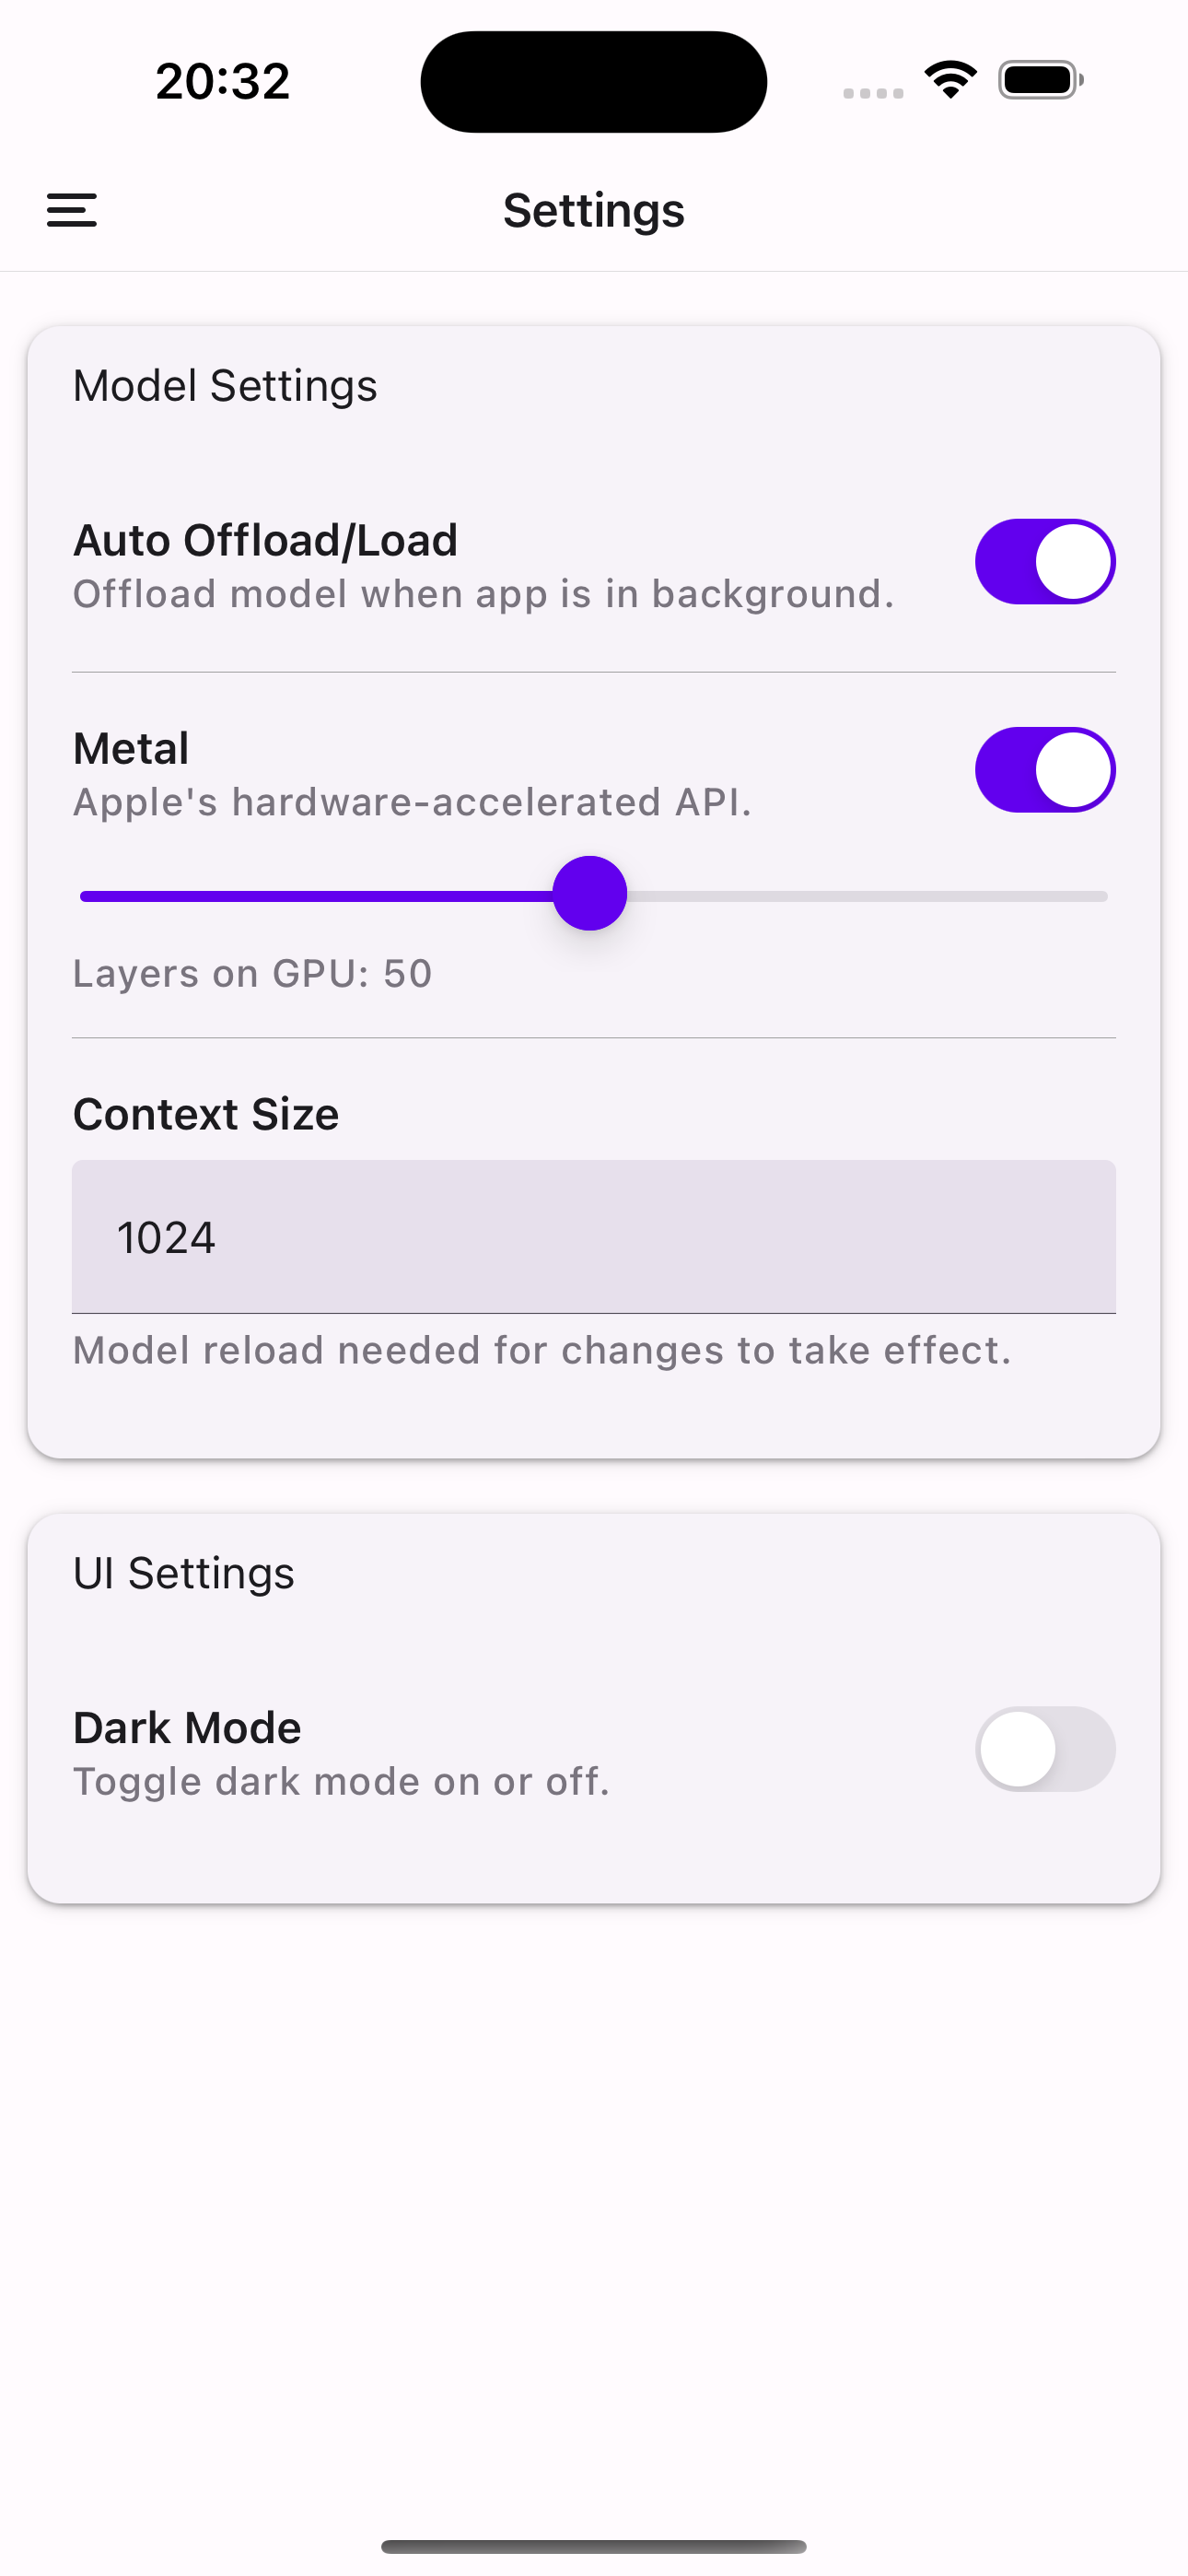 20:32
Settings
Model Settings
Auto Offload/Load
Offload model when app is in background.
Metal
Apple's hardware-accelerated API.
Layers on GPU: 50
Context Size
1024
Model reload needed for changes to take effect.
UI Settings
Dark Mode
Toggle dark mode on or off.